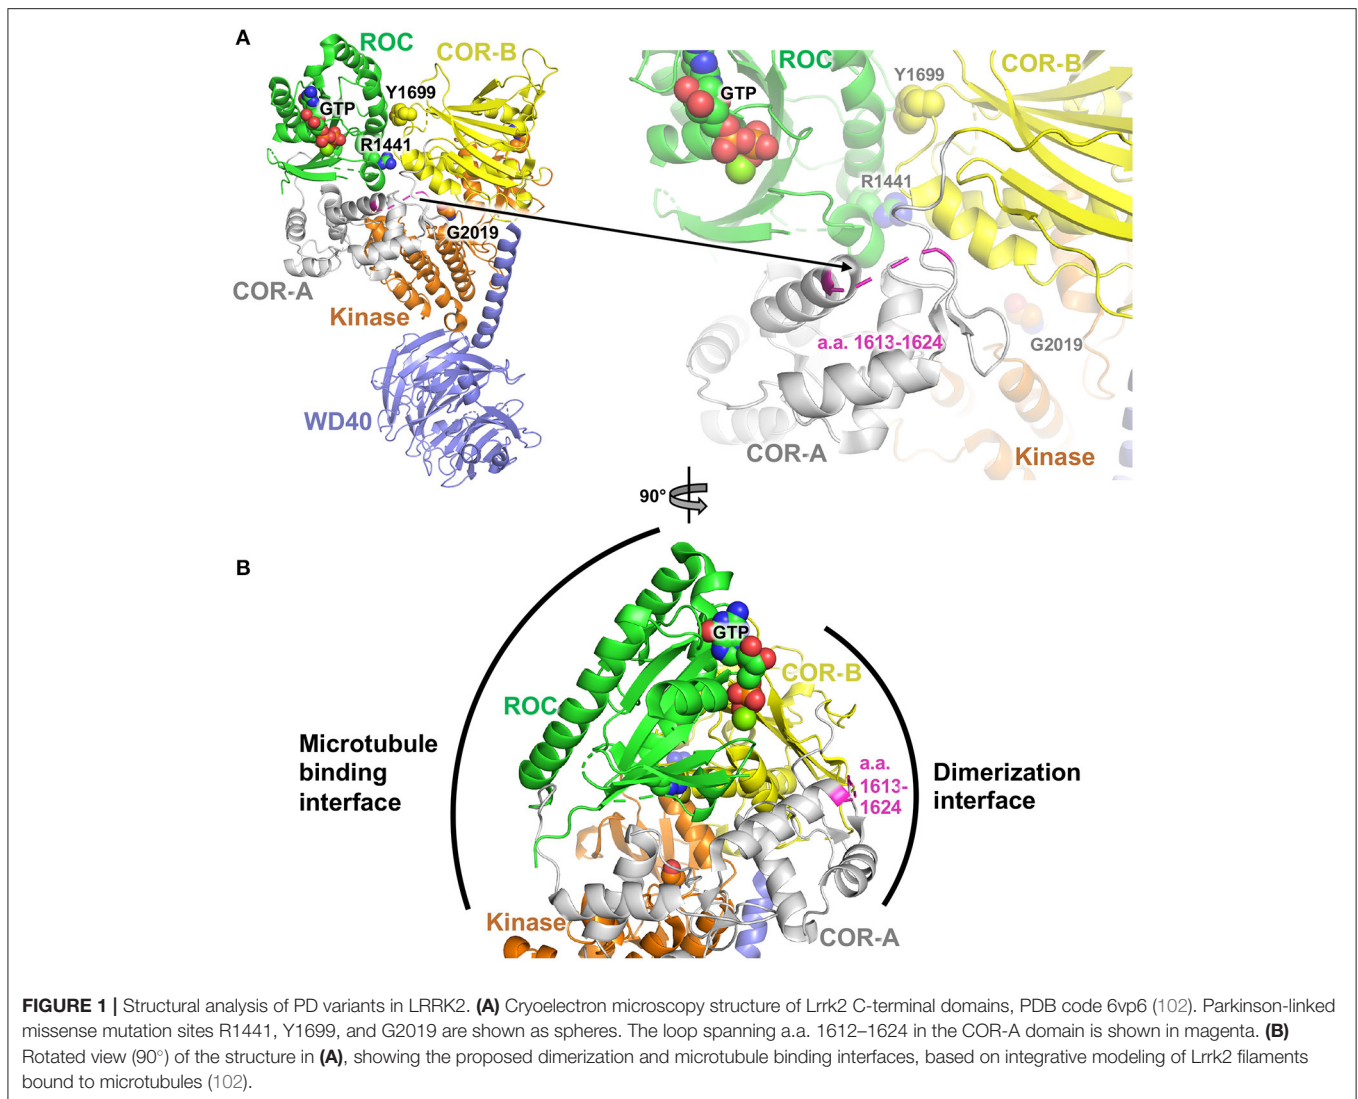 A
ROC
COR-B
Y1699
GTP
R1441
G2019
COR-A
Kinase
WD40
ROC
COR-B
Y1699
GTP
R1441
a.a. 1613-1624
G2019
COR-A
Kinase
90°
B
GTP
COR-B
ROC
Microtubule
binding
interface
a.a.
1613-
1624
Dimerization
interface
Kinase
COR-A
FIGURE 1 | Structural analysis of PD variants in LRRK2. (A) Cryoelectron microscopy structure of Lrrk2 C-terminal domains, PDB code 6vp6 (102). Parkinson-linked
missense mutation sites R1441, Y1699, and G2019 are shown as spheres. The loop spanning a.a. 1612–1624 in the COR-A domain is shown in magenta. (B)
Rotated view (90°) of the structure in (A), showing the proposed dimerization and microtubule binding interfaces, based on integrative modeling of Lrrk2 filaments
bound to microtubules (102).